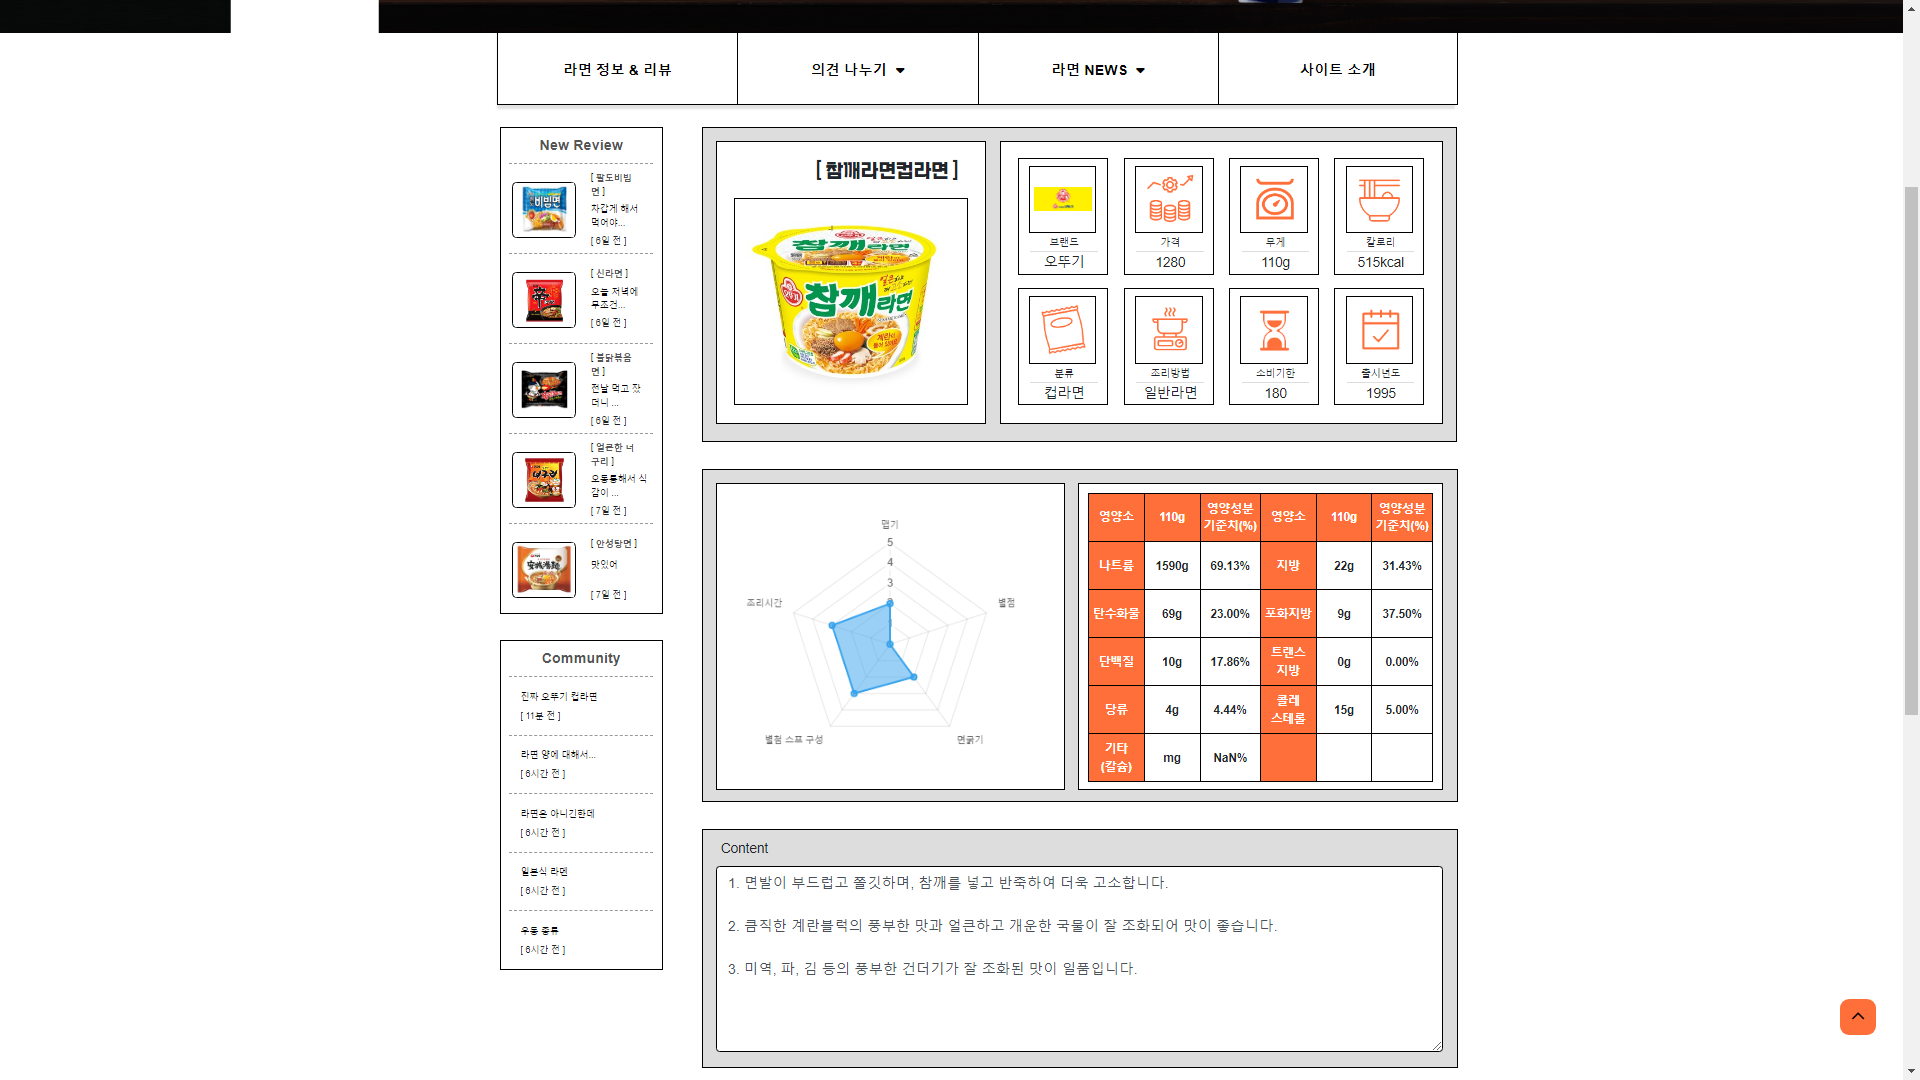 라면 정보 & 리뷰
의견 나누기
라면 NEWS
사이트 소개
New Review
[ 팔도비빔
면 ]
차갑게 해서
먹어야...
[ 6일 전 ]
[ 신라면 ]
오늘 저녁에
무조건...
[ 6일 전 ]
[ 불닭볶음
면 ]
전날 먹고 잤
더니 ...
[ 6일 전 ]
[ 얼큰한 너
구리 ]
오동통해서 식
감이 ...
[ 7일 전 ]
[ 안성탕면 ]
맛있어
[ 7일 전 ]
Community
진짜 오뚜기 컵라면
[ 11분 전 ]
라면 양에 대해서...
[ 6시간 전 ]
라면은 아니긴한데
[ 6시간 전 ]
일본식 라멘
[ 6시간 전 ]
우동 종류
[ 6시간 전 ]
[ 참깨라면컵라면 ]
참깨라면
참깨라면
브랜드
오뚜기
가격
1280
무게
110g
칼로리
515kcal
분류
컵라면
조리방법
일반라면
소비기한
180
출시년도
1995
맵기
5
4
3
조리시간
별점
별첨 스프 구성
면굵기
영양소 110g 영양성분 기준치(%) 영양소 110g 영양성분 기준치(%)
나트륨 1590g 69.13% 지방 22g 31.43%
탄수화물 69g 23.00% 포화지방 9g 37.50%
단백질 10g 17.86% 트랜스 지방 0g 0.00%
당류 4g 4.44% 콜레 스테롤 15g 5.00%
기타 (칼슘) mg NaN%
Content
1. 면발이 부드럽고 쫄깃하며, 참깨를 넣고 반죽하여 더욱 고소합니다.
2. 큼직한 계란블럭의 풍부한 맛과 얼큰하고 개운한 국물이 잘 조화되어 맛이 좋습니다.
3. 미역, 파, 김 등의 풍부한 건더기가 잘 조화된 맛이 일품입니다.